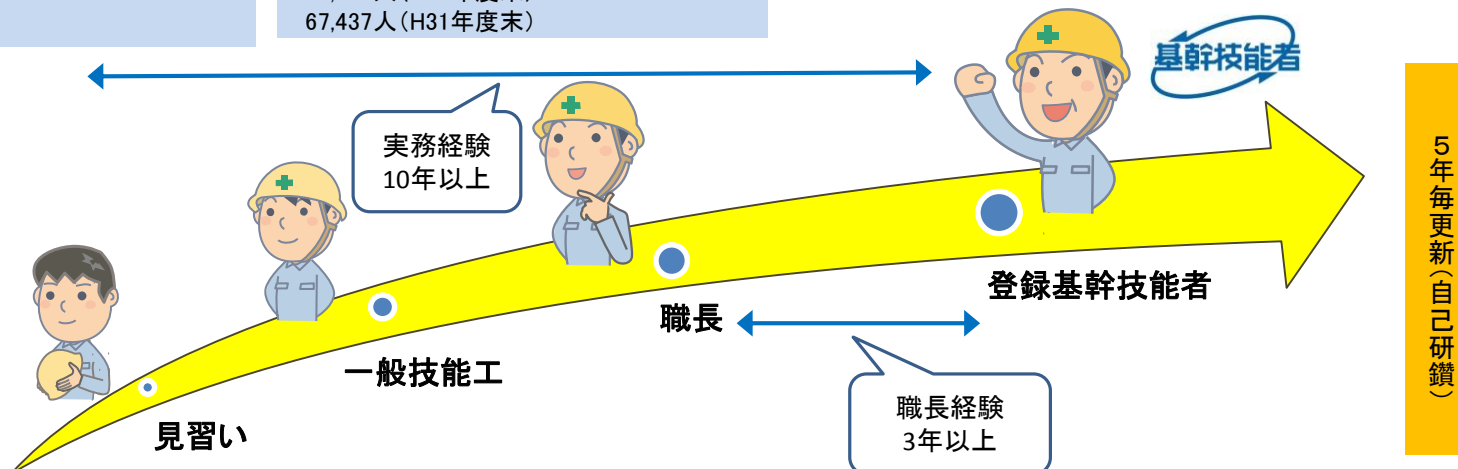 67,437人（H31年度末）
基幹技能者
実務経験
10年以上
登録基幹技能者
職長
一般技能工
見習い
職長経験
3年以上
５年毎更新（自己研鑽）